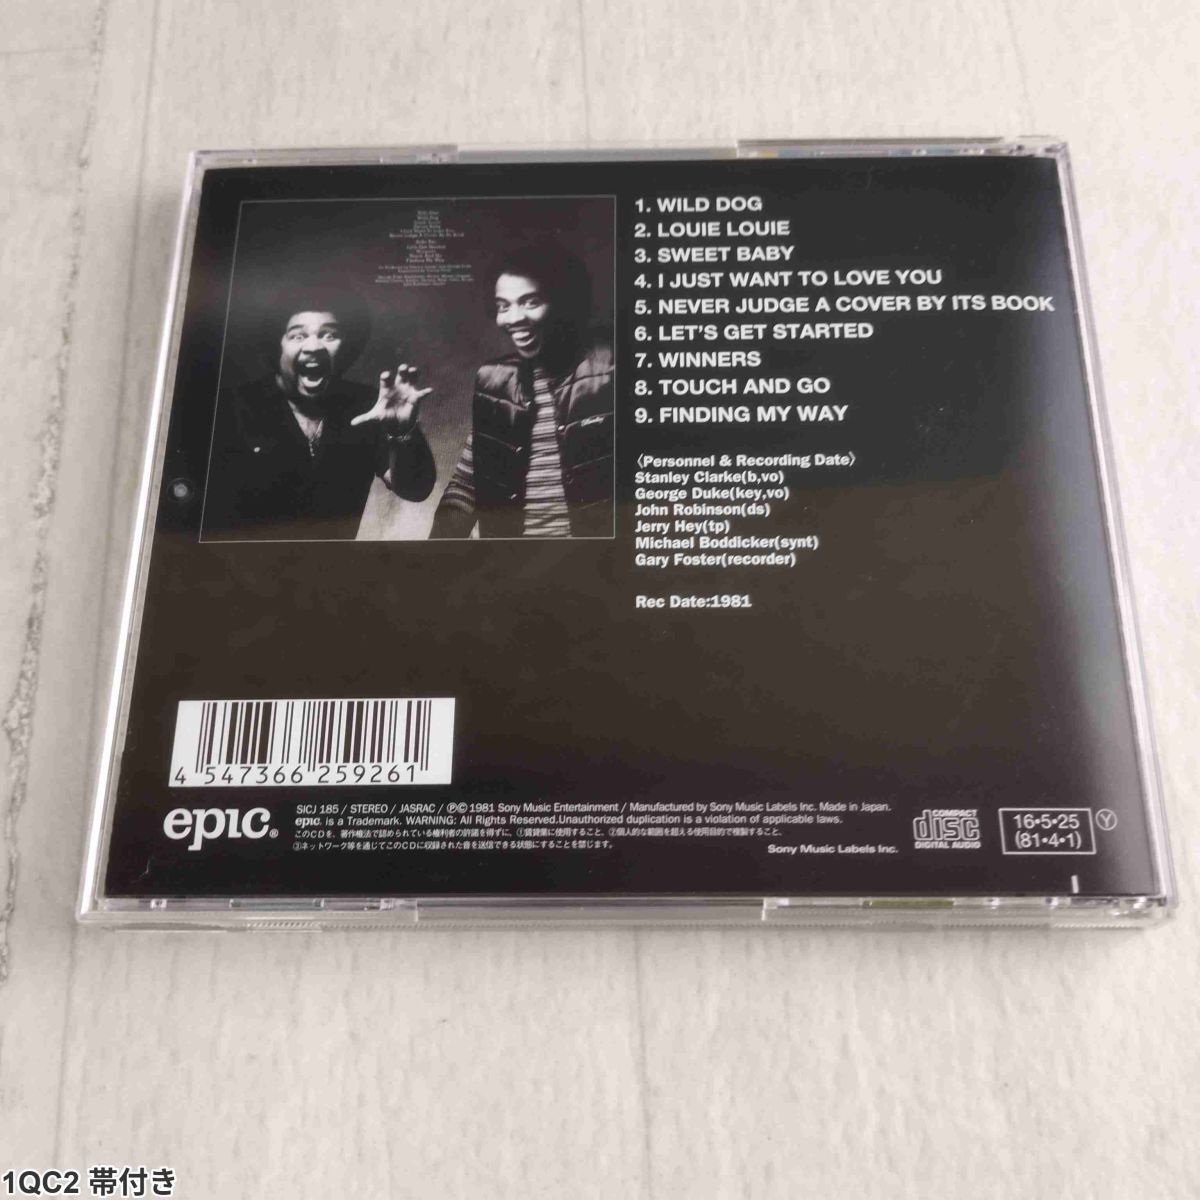 1. WILD DOG
2. LOUIE LOUIE
3. SWEET BABY
4. I JUST WANT TO LOVE YOU
5. NEVER JUDGE A COVER BY ITS BOOK
6. LET'S GET STARTED
7. WINNERS
8. TOUCH AND GO
9. FINDING MY WAY
〈Personnel & Recording Date〉
Stanley Clarke(b,vo)
George Duke(key,vo)
John Robinson(ds)
Jerry Hey(tp)
Michael Boddicker(synt)
Gary Foster(recorder)
Rec Date:1981
4 547366 259261
epic®
SICJ 185 / STEREO / JASRAC / ℗© 1981 Sony Music Entertainment / Manufactured by Sony Music Labels Inc. Made in Japan.
epic. is a Trademark. WARNING: All Rights Reserved.Unauthorized duplication is a violation of applicable laws.
このCDを、著作権法で認められている権利者の許諾を得ずに、①賃貸業に使用すること、②個人的な範囲を超える使用目的で複製すること、
③ネットワーク等を通じてこのCDに収録された音を送信できる状態にすることを禁じます。
Sony Music Labels Inc.
COMPACT
disc
DIGITAL AUDIO
16•5•25
(81•4•1)
Y
1QC2 帯付き